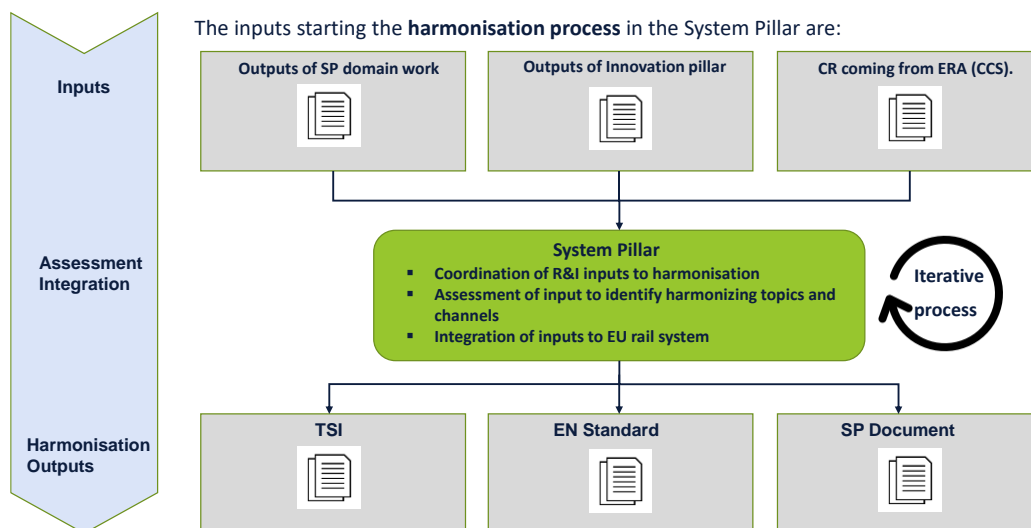 The inputs starting the harmonisation process in the System Pillar are:
Inputs
Outputs of SP domain work
Outputs of Innovation pillar
CR coming from ERA (CCS).
Assessment
Integration
System Pillar
▪ Coordination of R&I inputs to harmonisation
▪ Assessment of input to identify harmonizing topics and
channels
▪ Integration of inputs to EU rail system
Iterative
process
Harmonisation
Outputs
TSI
EN Standard
SP Document